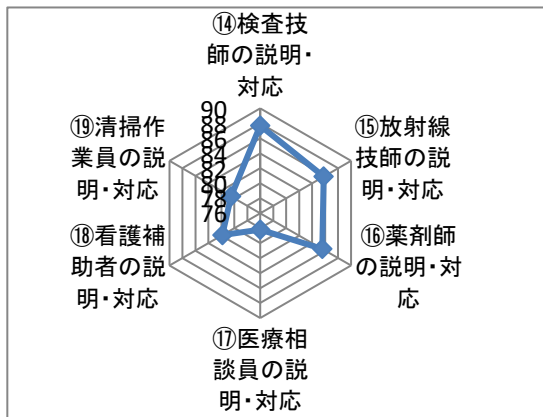 ⑭検査技
師の説明・
対応
90
88
86
84
82
80
78
76
⑮放射線
技師の説
明・対応
⑯薬剤師
の説明・対
応
⑰医療相
談員の説
明・対応
⑱看護補
助者の説
明・対応
⑲清掃作
業員の説
明・対応